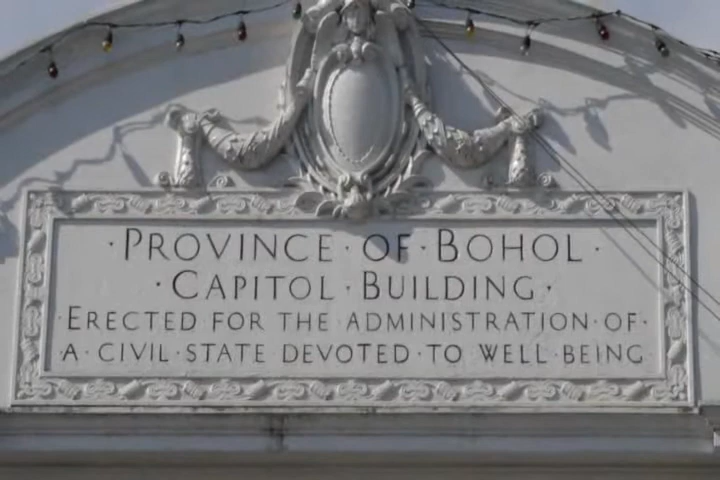 ·PROVINCE·OF·BOHOL·
·CAPITOL·BUILDING·
·ERECTED FOR THE ADMINISTRATION·OF·
A·CIVIL·STATE DEVOTED·TO WELL·BEING